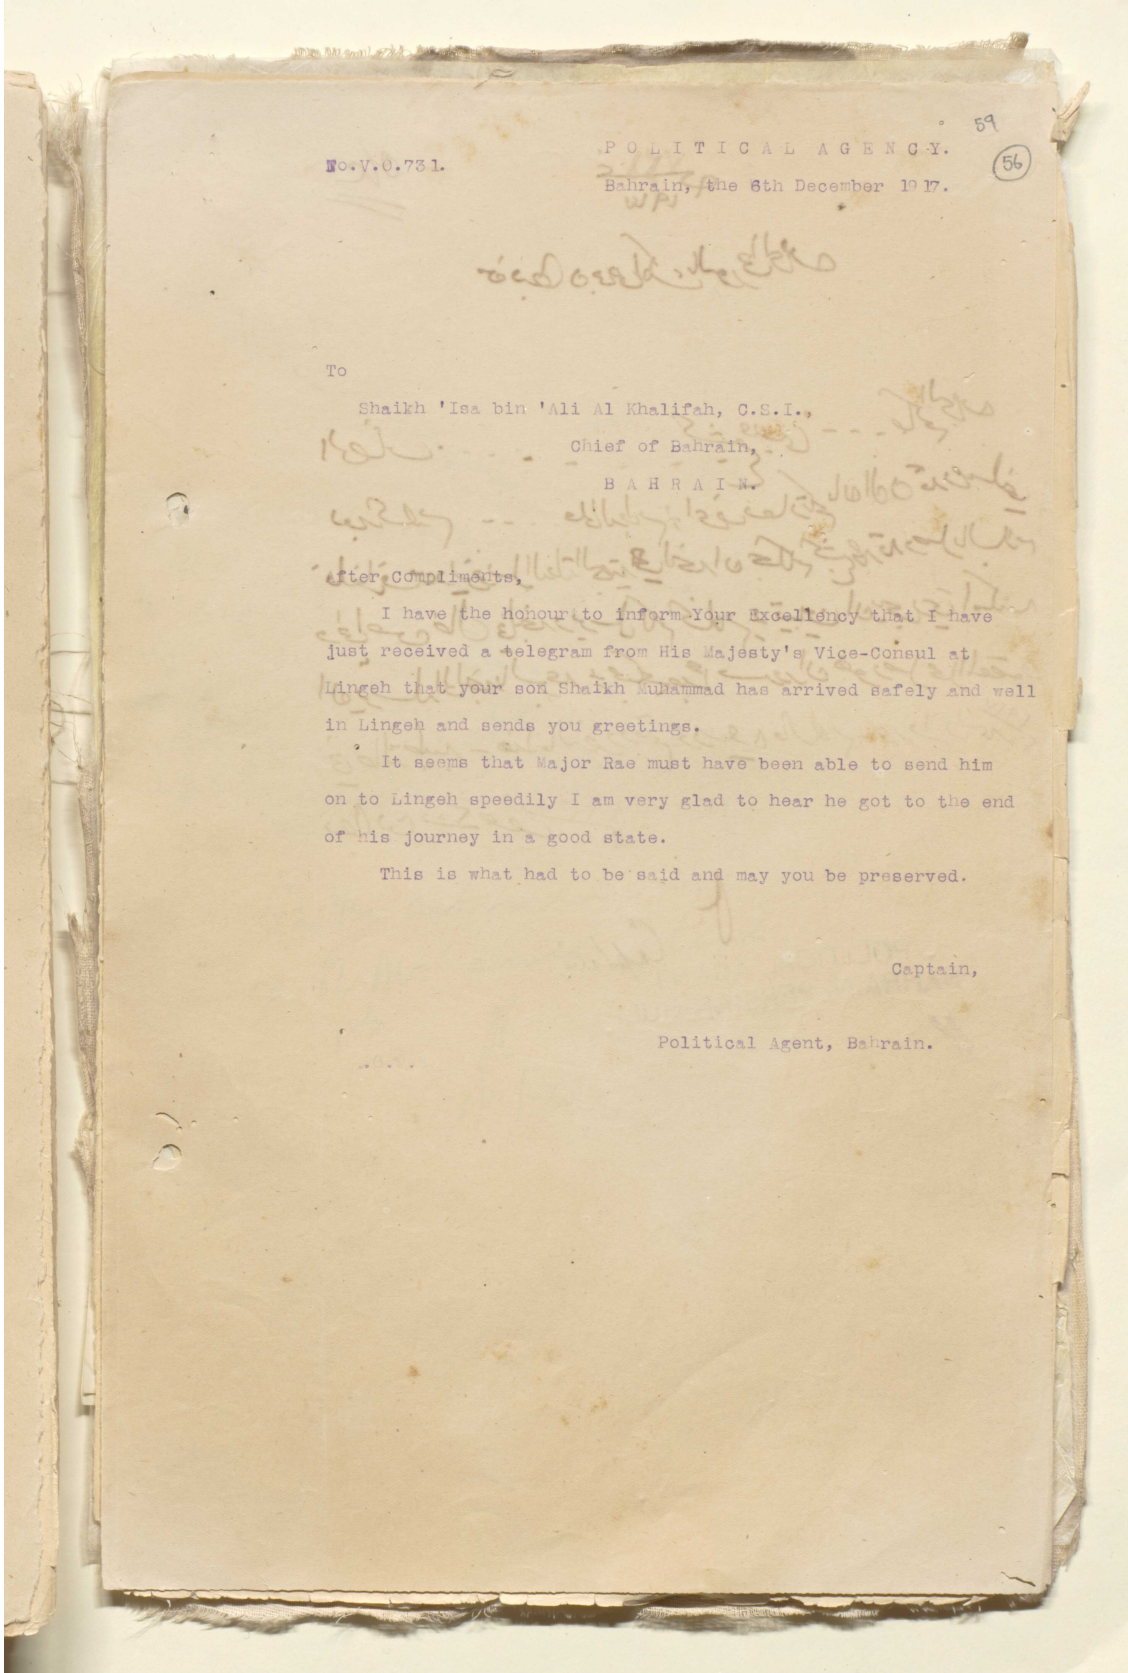 59
56
No.V.O.731.
POLITICAL AGENCY.
Bahrain, the 6th December 1917.
To
Shaikh 'Isa bin 'Ali Al Khalifah, C.S.I.,
Chief of Bahrain,
BAHRAIN.
After Compliments,
I have the honour to inform Your Excellency that I have
just received a telegram from His Majesty's Vice-Consul at
Lingeh that your son Shaikh Muhammad has arrived safely and well
in Lingeh and sends you greetings.
It seems that Major Rae must have been able to send him
on to Lingeh speedily I am very glad to hear he got to the end
of his journey in a good state.
This is what had to be said and may you be preserved.
Captain,
Political Agent, Bahrain.